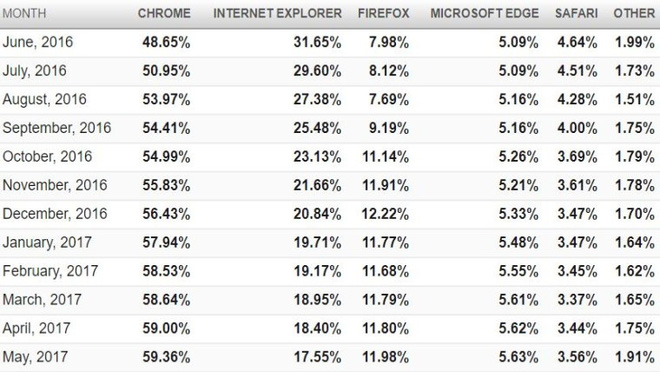 MONTH CHROME INTERNET EXPLORER FIREFOX MICROSOFT EDGE SAFARI OTHER
June, 2016 48.65% 31.65% 7.98% 5.09% 4.64% 1.99%
July, 2016 50.95% 29.60% 8.12% 5.09% 4.51% 1.73%
August, 2016 53.97% 27.38% 7.69% 5.16% 4.28% 1.51%
September, 2016 54.41% 25.48% 9.19% 5.16% 4.00% 1.75%
October, 2016 54.99% 23.13% 11.14% 5.26% 3.69% 1.79%
November, 2016 55.83% 21.66% 11.91% 5.21% 3.61% 1.78%
December, 2016 56.43% 20.84% 12.22% 5.33% 3.47% 1.70%
January, 2017 57.94% 19.71% 11.77% 5.48% 3.47% 1.64%
February, 2017 58.53% 19.17% 11.68% 5.55% 3.45% 1.62%
March, 2017 58.64% 18.95% 11.79% 5.61% 3.37% 1.65%
April, 2017 59.00% 18.40% 11.80% 5.62% 3.44% 1.75%
May, 2017 59.36% 17.55% 11.98% 5.63% 3.56% 1.91%